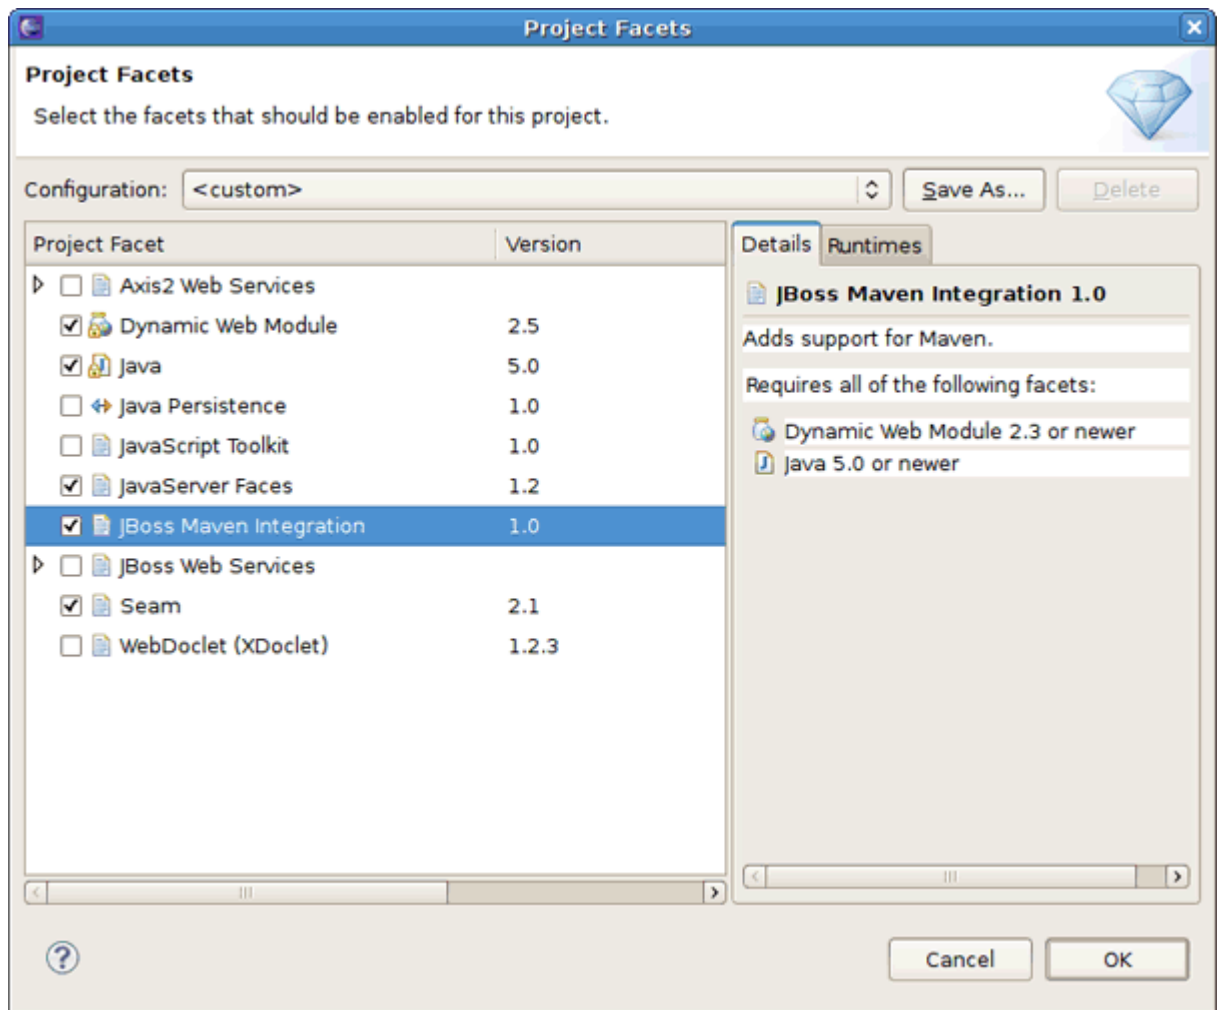 Project Facets
Project Facets
Select the facets that should be enabled for this project.
Configuration: <custom> Save As... Delete
Project Facet Version
Axis2 Web Services
Dynamic Web Module 2.5
Java 5.0
Java Persistence 1.0
JavaScript Toolkit 1.0
JavaServer Faces 1.2
JBoss Maven Integration 1.0
JBoss Web Services
Seam 2.1
WebDoclet (XDoclet) 1.2.3
Details Runtimes
JBoss Maven Integration 1.0
Adds support for Maven.
Requires all of the following facets:
Dynamic Web Module 2.3 or newer
Java 5.0 or newer
Cancel OK